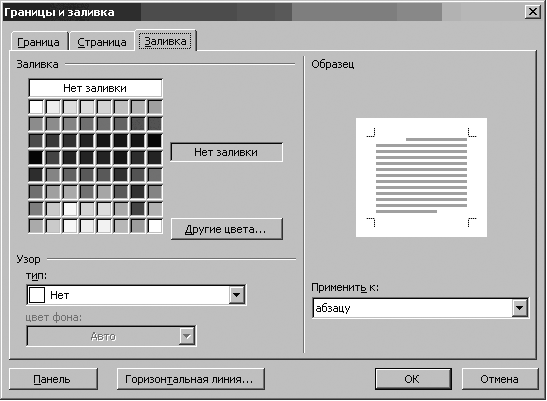 Границы и заливка
Граница
Страница
Заливка
Заливка
Нет заливки
Нет заливки
Другие цвета...
Узор
тип:
Нет
цвет фона:
Авто
Образец
Применить к:
абзацу
Панель
Горизонтальная линия...
ОК
Отмена